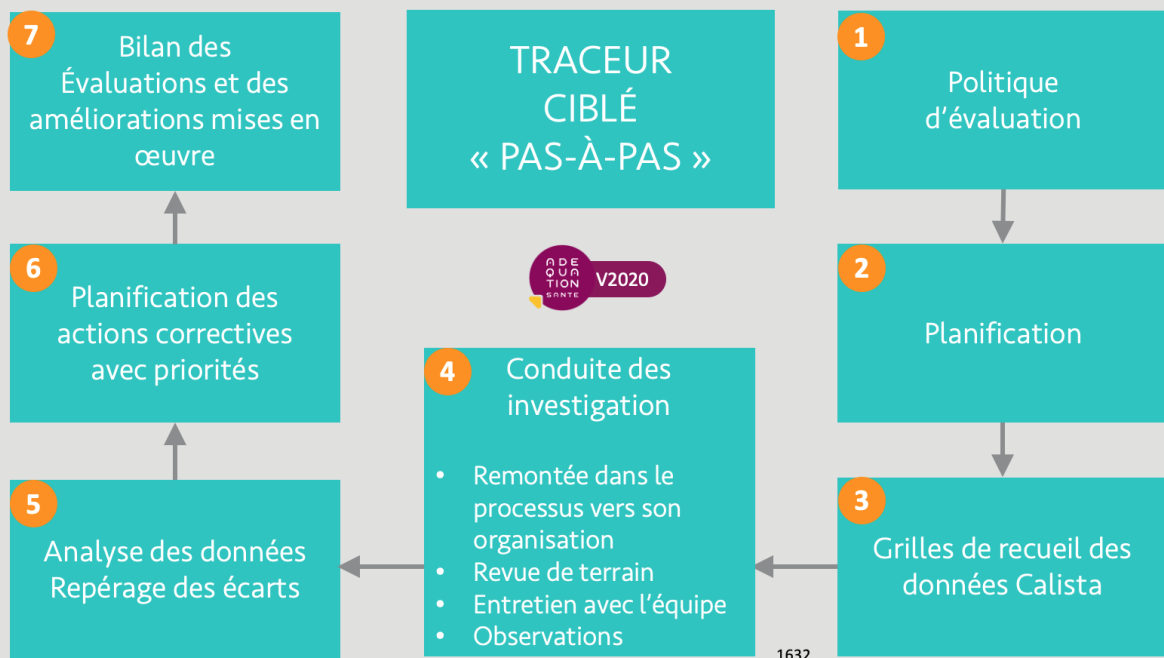 TRACEUR
CIBLÉ
« PAS-À-PAS »
ADE
QUA
TION
SANTE
V2020
1
Politique
d’évaluation
2
Planification
3
Grilles de recueil des
données Calista
4
Conduite des
investigation
• Remontée dans le
processus vers son
organisation
• Revue de terrain
• Entretien avec l’équipe
• Observations
5
Analyse des données
Repérage des écarts
6
Planification des
actions correctives
avec priorités
7
Bilan des
Évaluations et des
améliorations mises en
œuvre
1632